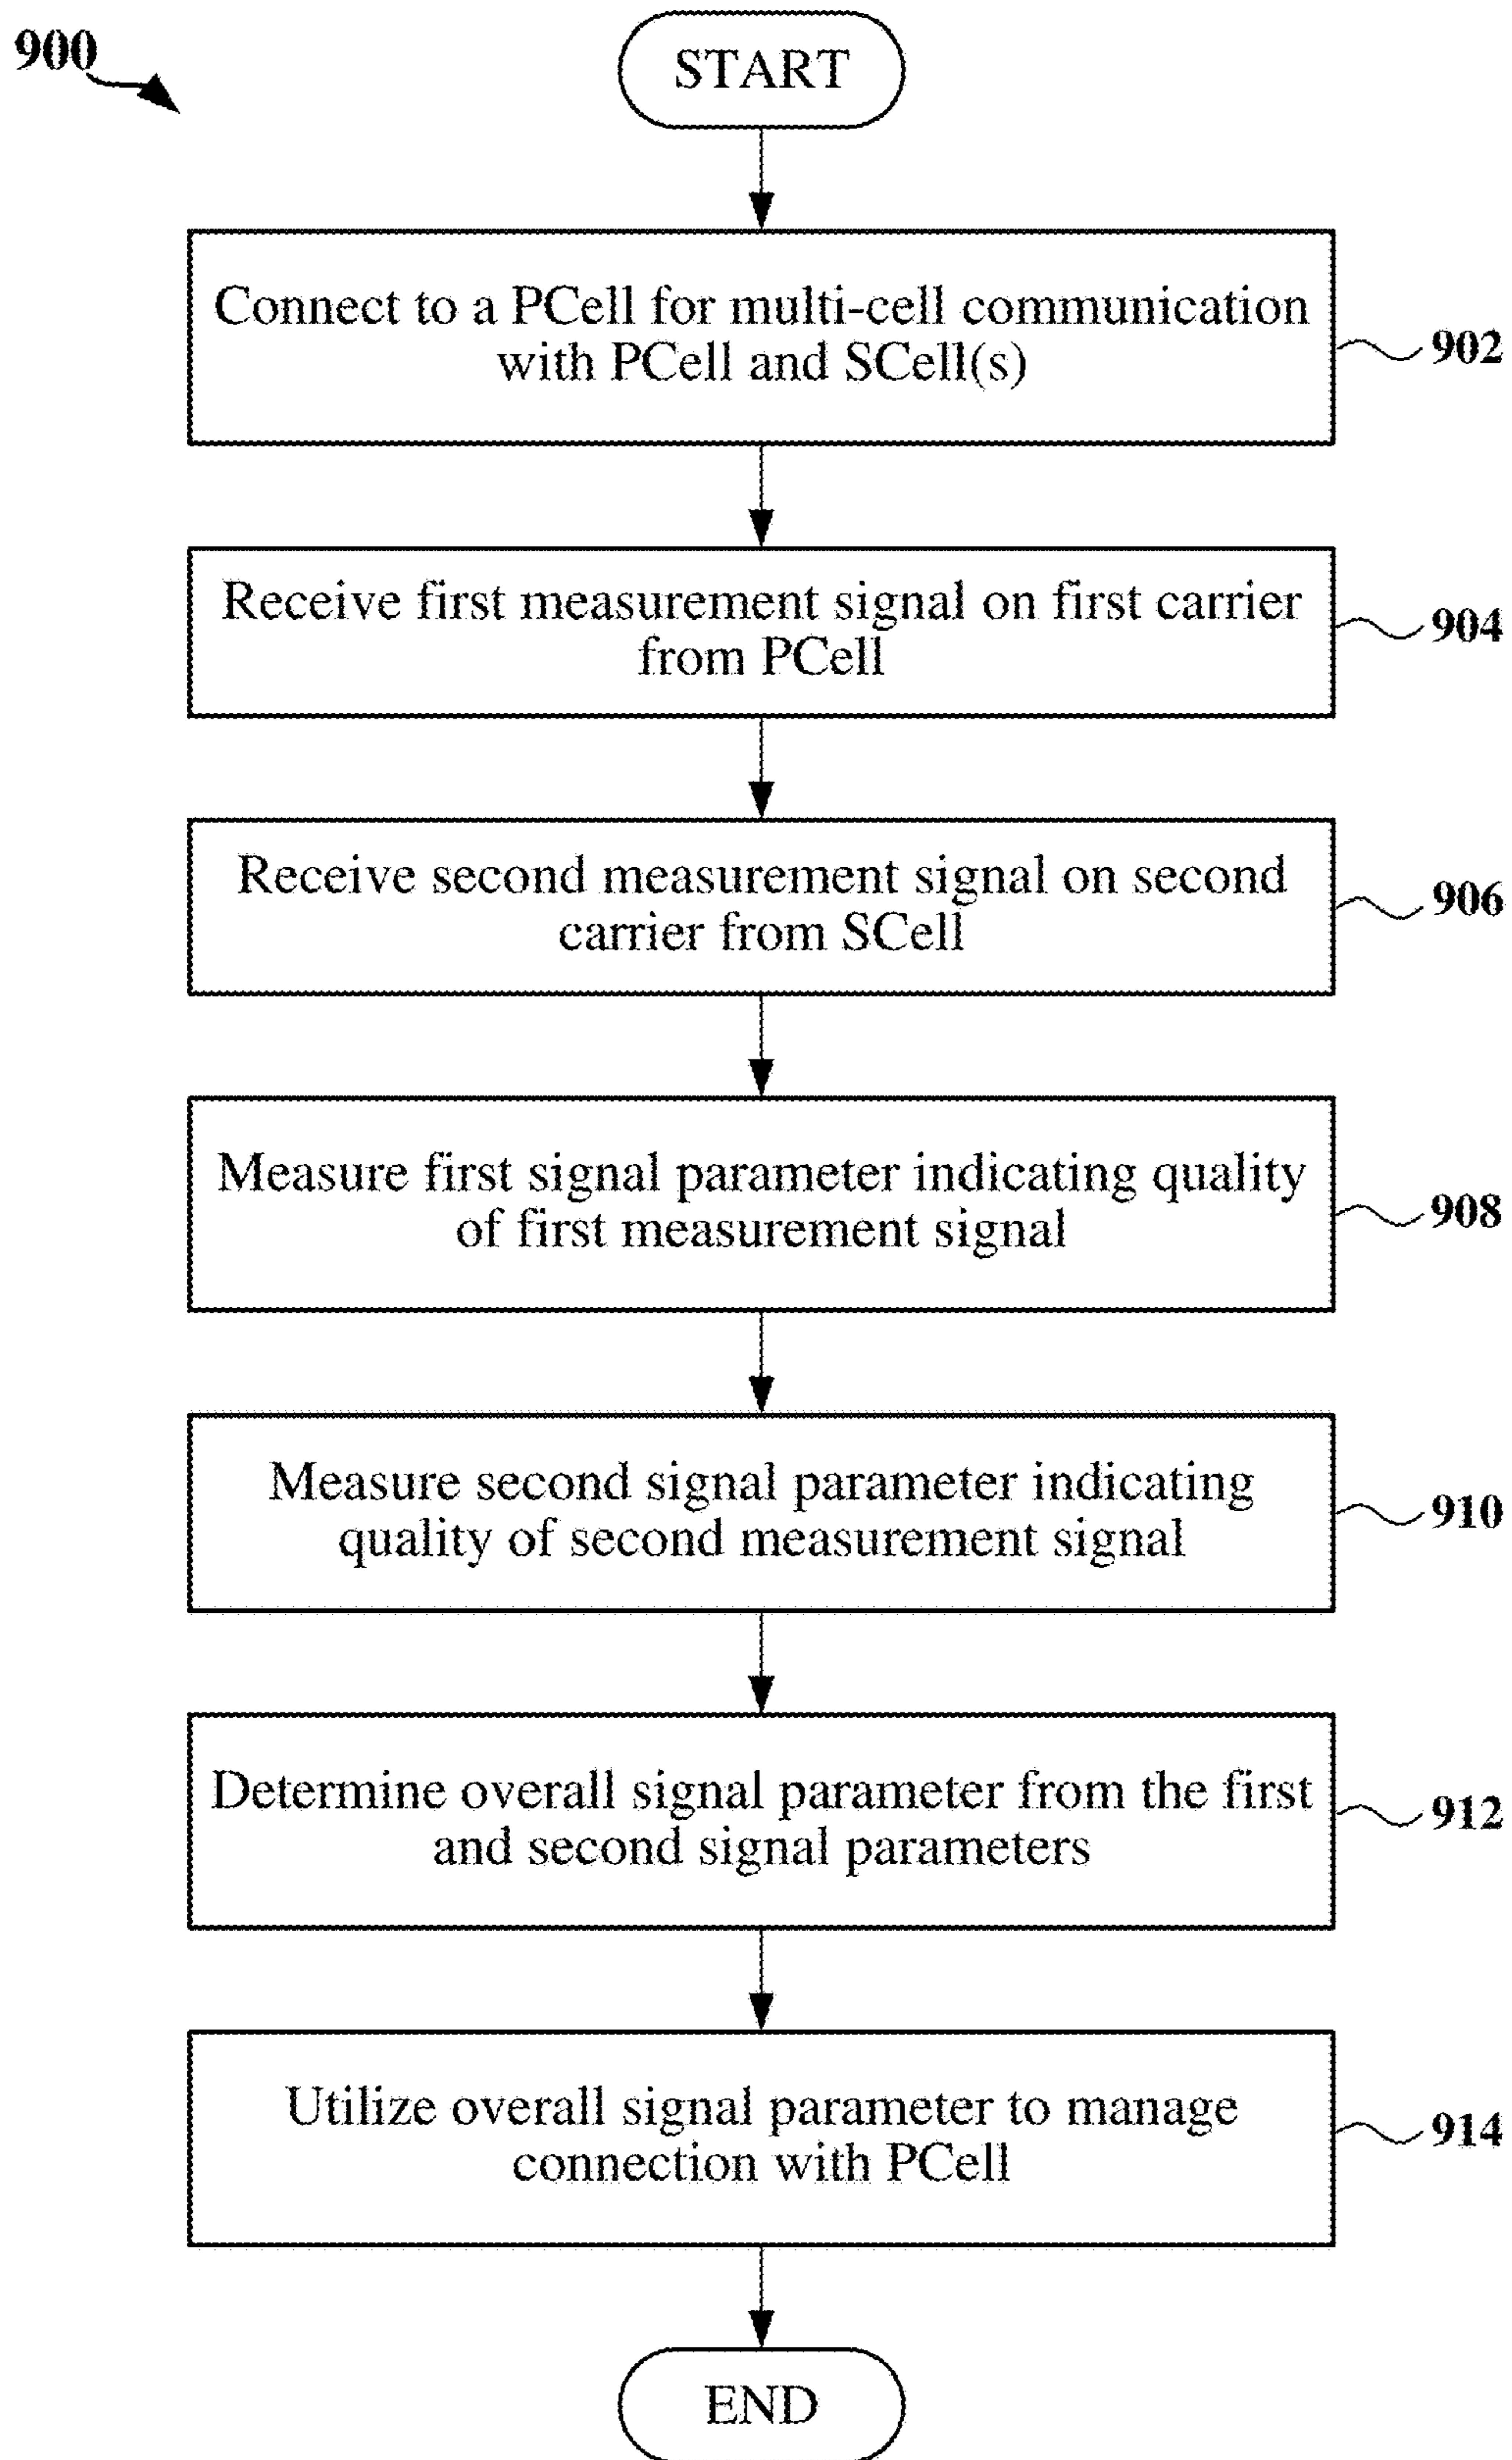 900
START
Connect to a PCell for multi-cell communication
with PCell and SCell(s)
902
Receive first measurement signal on first carrier
from PCell
904
Receive second measurement signal on second
carrier from SCell
906
Measure first signal parameter indicating quality
of first measurement signal
908
Measure second signal parameter indicating
quality of second measurement signal
910
Determine overall signal parameter from the first
and second signal parameters
912
Utilize overall signal parameter to manage
connection with PCell
914
END